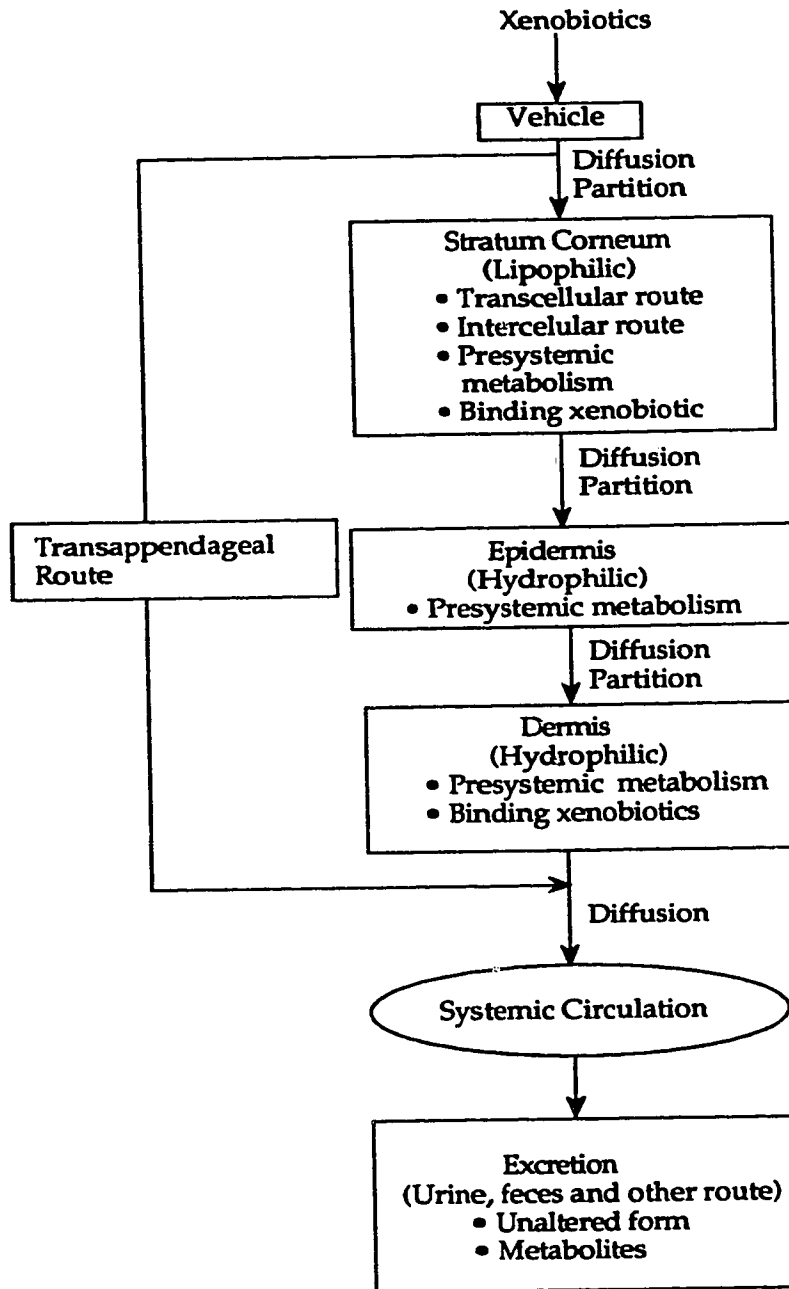 Xenobiotics
Vehicle
Diffusion
Partition
Stratum Corneum
(Lipophilic)
• Transcellular route
• Intercelular route
• Presystemic
metabolism
• Binding xenobiotic
Diffusion
Partition
Transappendageal
Route
Epidermis
(Hydrophilic)
• Presystemic metabolism
Diffusion
Partition
Dermis
(Hydrophilic)
• Presystemic metabolism
• Binding xenobiotics
Diffusion
Systemic Circulation
Excretion
(Urine, feces and other route)
• Unaltered form
• Metabolites